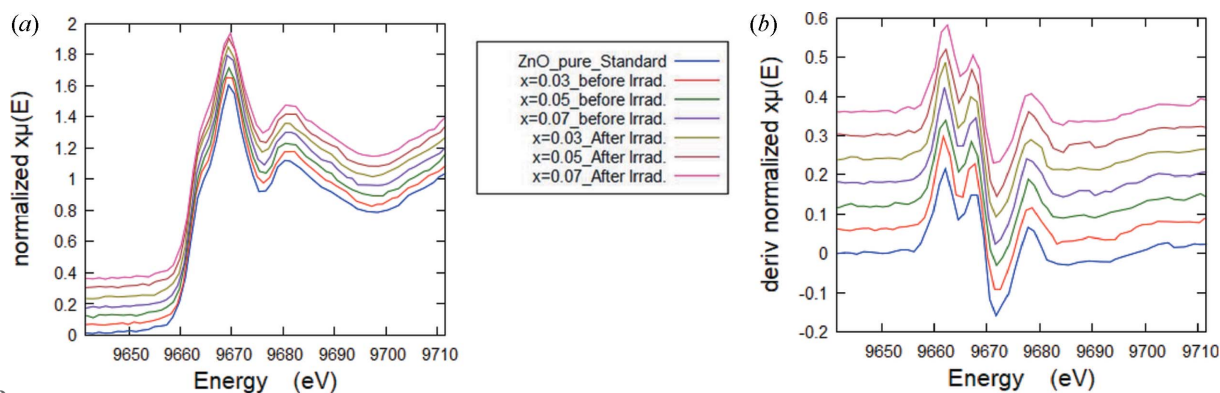 (a)
normalized xμ(E)
2
1.8
1.6
1.4
1.2
1
0.8
0.6
0.4
0.2
0
9650 9660 9670 9680 9690 9700 9710
Energy (eV)
ZnO_pure_Standard
x=0.03_before Irrad.
x=0.05_before Irrad.
x=0.07_before Irrad.
x=0.03_After Irrad.
x=0.05_After Irrad.
x=0.07_After Irrad.
(b)
deriv normalized xμ(E)
0.6
0.5
0.4
0.3
0.2
0.1
0
-0.1
-0.2
9650 9660 9670 9680 9690 9700 9710
Energy (eV)